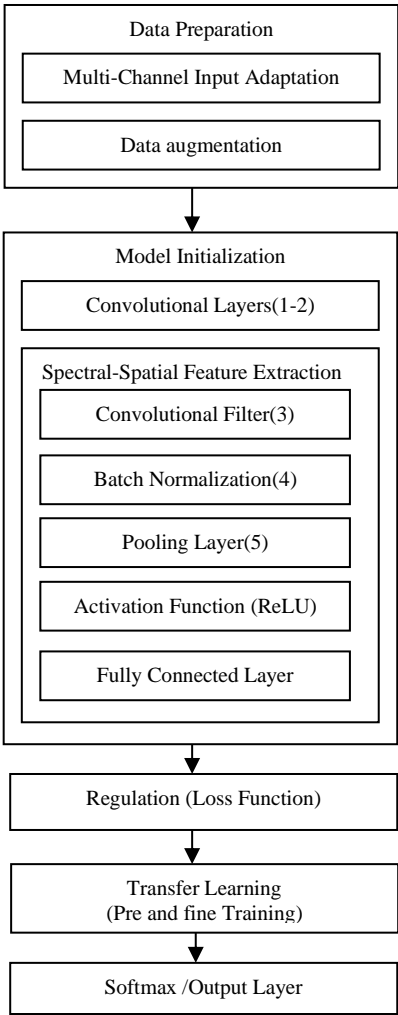 Data Preparation
Multi-Channel Input Adaptation
Data augmentation
Model Initialization
Convolutional Layers(1-2)
Spectral-Spatial Feature Extraction
Convolutional Filter(3)
Batch Normalization(4)
Pooling Layer(5)
Activation Function (ReLU)
Fully Connected Layer
Regulation (Loss Function)
Transfer Learning
(Pre and fine Training)
Softmax /Output Layer